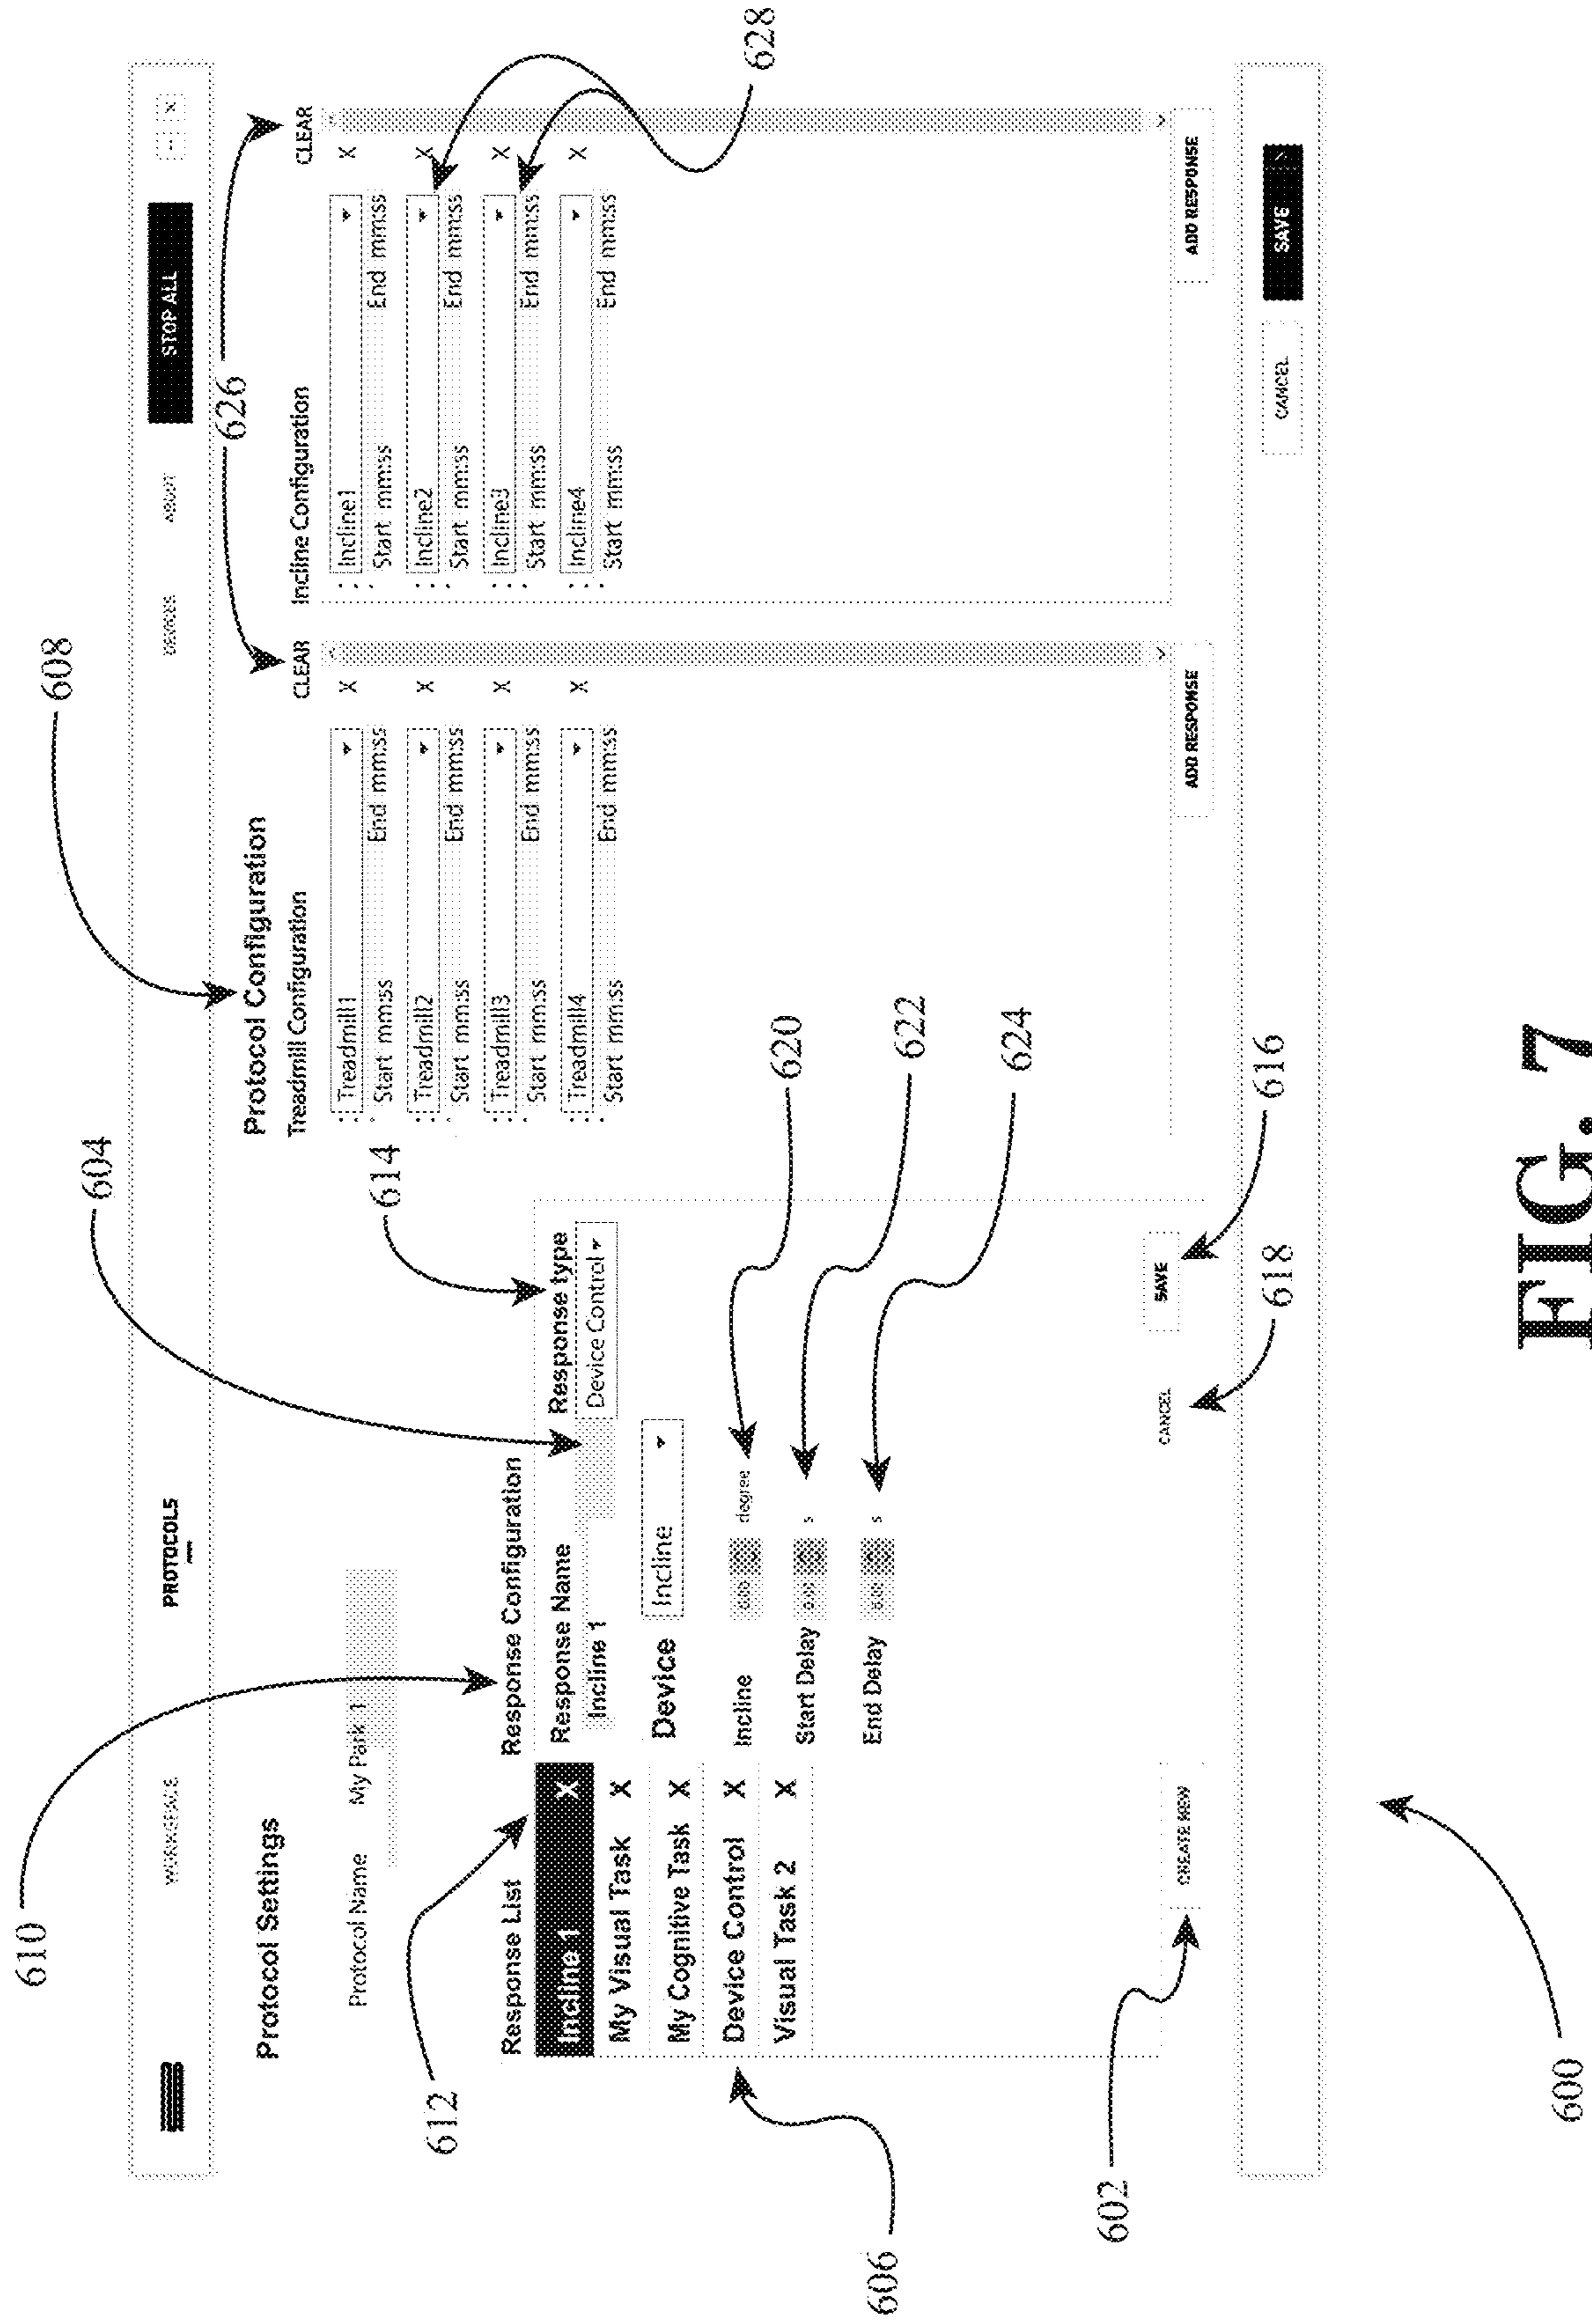 WORKSPACE PROTOCOLS DEVICES ABOUT STOP ALL - X
Protocol Settings
Protocol Name My Park 1
Response List
Incline 1 X
My Visual Task X
My Cognitive Task X
Device Control X
Visual Task 2 X
CREATE NEW
Response Configuration
Response Name Response type
Incline 1 Device Control
Device Incline
Incline 0.00 degree
Start Delay 0.00 s
End Delay 0.00 s
CANCEL SAVE
Protocol Configuration
Treadmill Configuration CLEAR
Treadmill1 X
Start mm:ss End mm:ss
Treadmill2 X
Start mm:ss End mm:ss
Treadmill3 X
Start mm:ss End mm:ss
Treadmill4 X
Start mm:ss End mm:ss
ADD RESPONSE
Incline Configuration CLEAR
Incline1 X
Start mm:ss End mm:ss
Incline2 X
Start mm:ss End mm:ss
Incline3 X
Start mm:ss End mm:ss
Incline4 X
Start mm:ss End mm:ss
ADD RESPONSE
CANCEL SAVE
610
604
608
612
614
626
628
606
620
622
624
602
618
616
600
FIG. 7